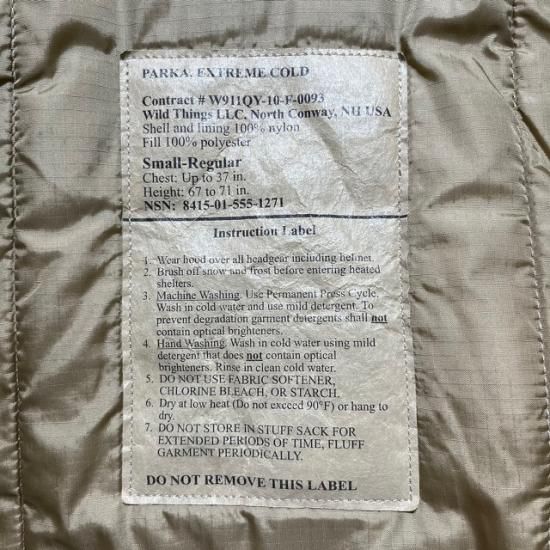 PARKA, EXTREME COLD
Contract # W911QY-10-F-0093
Wild Things LLC, North Conway, NH USA
Shell and lining 100% nylon
Fill 100% polyester
Small-Regular
Chest: Up to 37 in.
Height: 67 to 71 in.
NSN: 8415-01-555-1271
Instruction Label
1. Wear hood over all headgear including helmet.
2. Brush off snow and frost before entering heated
shelters.
3. Machine Washing. Use Permanent Press Cycle.
Wash in cold water and use mild detergent. To
prevent degradation garment detergents shall not
contain optical brighteners.
4. Hand Washing. Wash in cold water using mild
detergent that does not contain optical
brighteners. Rinse in clean cold water.
5. DO NOT USE FABRIC SOFTENER,
CHLORINE BLEACH, OR STARCH.
6. Dry at low heat (Do not exceed 90°F) or hang to
dry.
7. DO NOT STORE IN STUFF SACK FOR
EXTENDED PERIODS OF TIME, FLUFF
GARMENT PERIODICALLY.
DO NOT REMOVE THIS LABEL